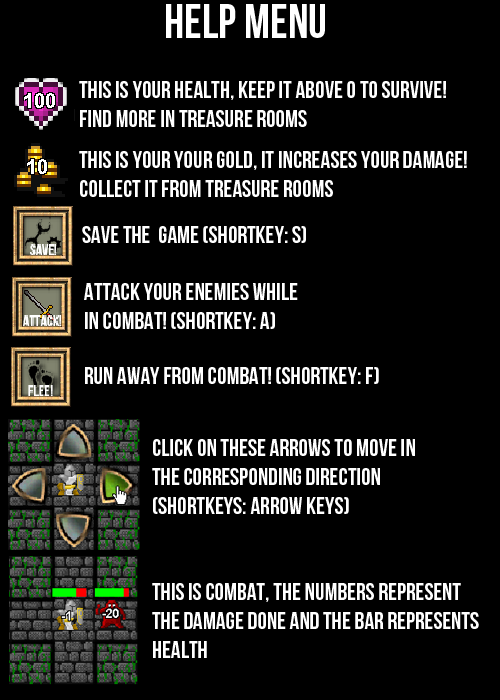 HELP MENU
100
THIS IS YOUR HEALTH, KEEP IT ABOVE 0 TO SURVIVE!
FIND MORE IN TREASURE ROOMS
10
THIS IS YOUR YOUR GOLD, IT INCREASES YOUR DAMAGE!
COLLECT IT FROM TREASURE ROOMS
SAVE!
SAVE THE GAME (SHORTKEY: S)
ATTACK!
ATTACK YOUR ENEMIES WHILE
IN COMBAT! (SHORTKEY: A)
FLEE!
RUN AWAY FROM COMBAT! (SHORTKEY: F)
CLICK ON THESE ARROWS TO MOVE IN
THE CORRESPONDING DIRECTION
(SHORTKEYS: ARROW KEYS)
-1
-20
THIS IS COMBAT, THE NUMBERS REPRESENT
THE DAMAGE DONE AND THE BAR REPRESENTS
HEALTH